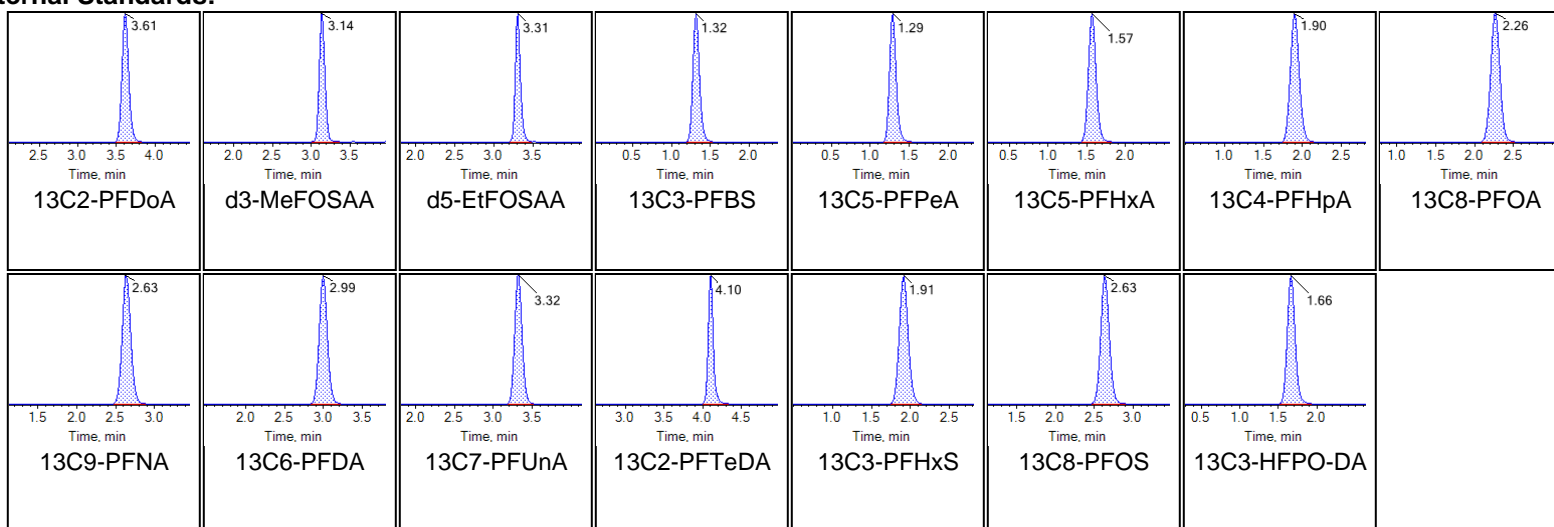 ternal Standards:
3.61 3.14 3.31 1.32 1.29 1.57 1.90 2.26
2.5 3.0 3.5 4.0 2.0 2.5 3.0 3.5 2.0 2.5 3.0 3.5 0.5 1.0 1.5 2.0 0.5 1.0 1.5 2.0 0.5 1.0 1.5 2.0 1.0 1.5 2.0 2.5 1.0 1.5 2.0 2.5
Time, min Time, min Time, min Time, min Time, min Time, min Time, min Time, min
13C2-PFDoA d3-MeFOSAA d5-EtFOSAA 13C3-PFBS 13C5-PFPeA 13C5-PFHxA 13C4-PFHpA 13C8-PFOA
2.63 2.99 3.32 4.10 1.91 2.63 1.66
1.5 2.0 2.5 3.0 2.0 2.5 3.0 3.5 2.0 2.5 3.0 3.5 3.0 3.5 4.0 4.5 1.0 1.5 2.0 2.5 1.5 2.0 2.5 3.0 0.5 1.0 1.5 2.0
Time, min Time, min Time, min Time, min Time, min Time, min Time, min
13C9-PFNA 13C6-PFDA 13C7-PFUnA 13C2-PFTeDA 13C3-PFHxS 13C8-PFOS 13C3-HFPO-DA